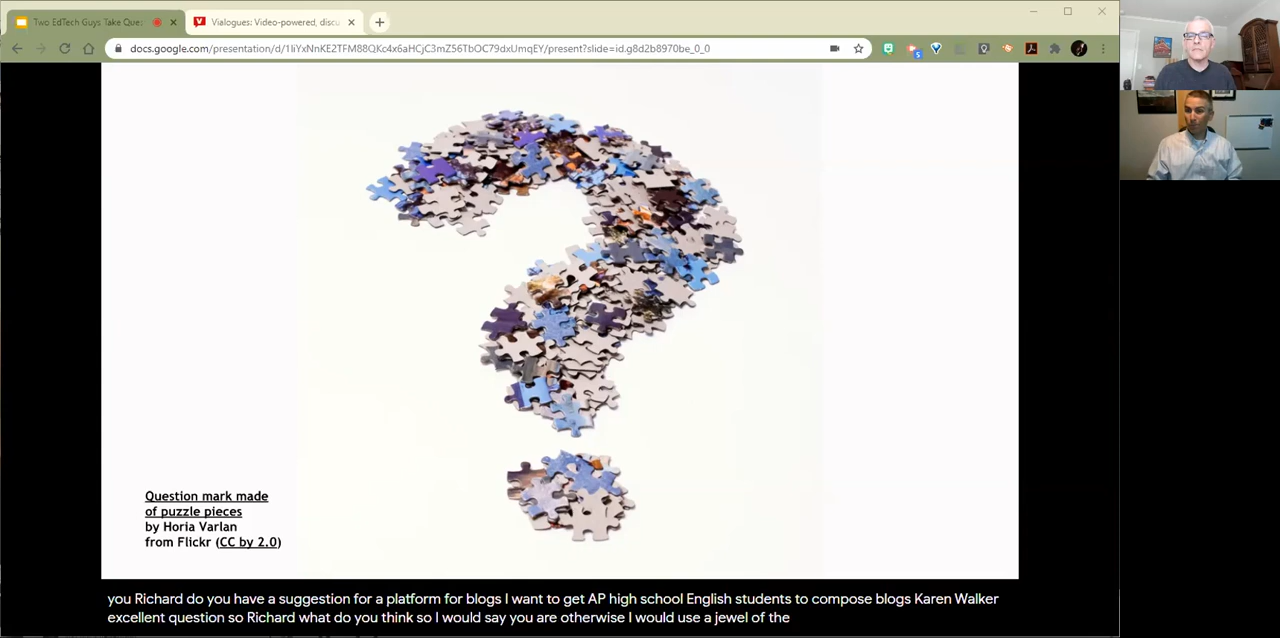 Two EdTech Guys Take Que:
Vialogues: Video-powered, discu
docs.google.com/presentation/d/1IiYxNnKE2TFM88QKc4x6aHCjC3mZ56TbOC79dxUmqEY/present?slide=id.g8d2b8970be_0_0
Question mark made
of puzzle pieces
by Horia Varlan
from Flickr (CC by 2.0)
you Richard do you have a suggestion for a platform for blogs I want to get AP high school English students to compose blogs Karen Walker
excellent question so Richard what do you think so I would say you are otherwise I would use a jewel of the